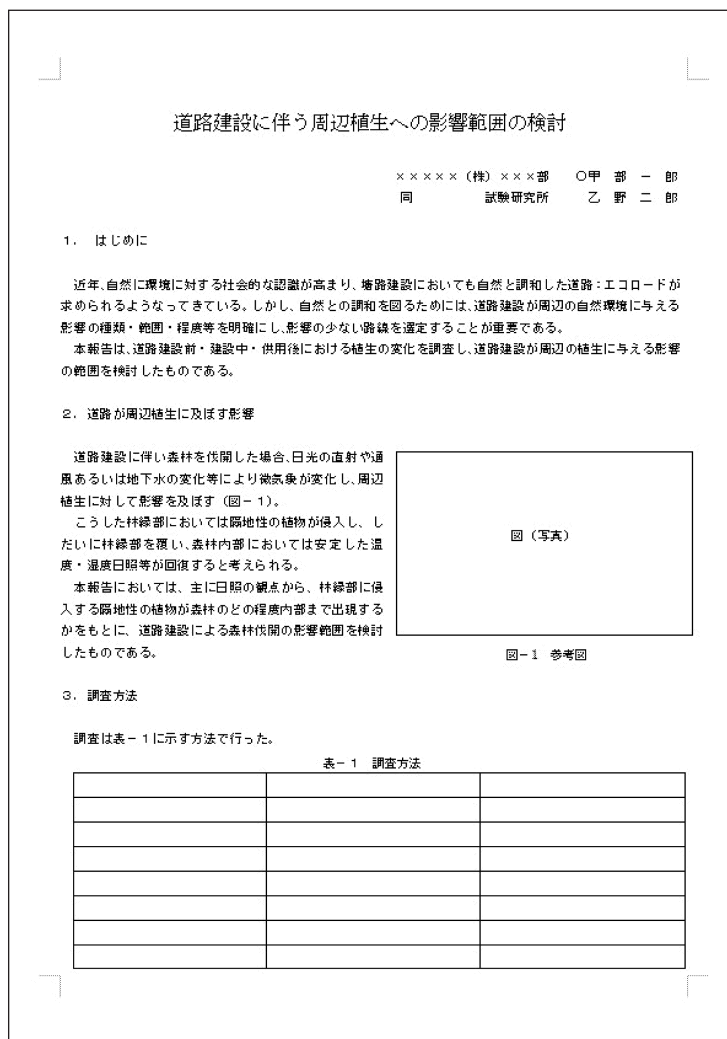 道路建設に伴う周辺植生への影響範囲の検討
×××××（株）×××部　〇甲　部　一　郎
同　　　試験研究所　　乙　野　二　郎
1．　はじめに
近年、自然に環境に対する社会的な認識が高まり、塘路建設においても自然と調和した道路：エコロードが
求められるようなってきている。しかし、自然との調和を図るためには、道路建設が周辺の自然環境に与える
影響の種類・範囲・程度等を明確にし、影響の少ない路線を選定することが重要である。
本報告は、道路建設前・建設中・供用後における植生の変化を調査し、道路建設が周辺の植生に与える影響
の範囲を検討したものである。
2．道路が周辺植生に及ぼす影響
道路建設に伴い森林を伐開した場合、日光の直射や通
風あるいは地下水の変化等により微気象が変化し、周辺
植生に対して影響を及ぼす（図－1）。
こうした林縁部においては陽地性の植物が侵入し、し
だいに林縁部を覆い、森林内部においては安定した温
度・湿度日照等が回復すると考えられる。
本報告においては、主に日照の観点から、林縁部に侵
入する陽地性の植物が森林のどの程度内部まで出現する
かをもとに、道路建設による森林伐開の影響範囲を検討
したものである。
図（写真）
図－1　参考図
3．調査方法
調査は表－1に示す方法で行った。
表－1　調査方法